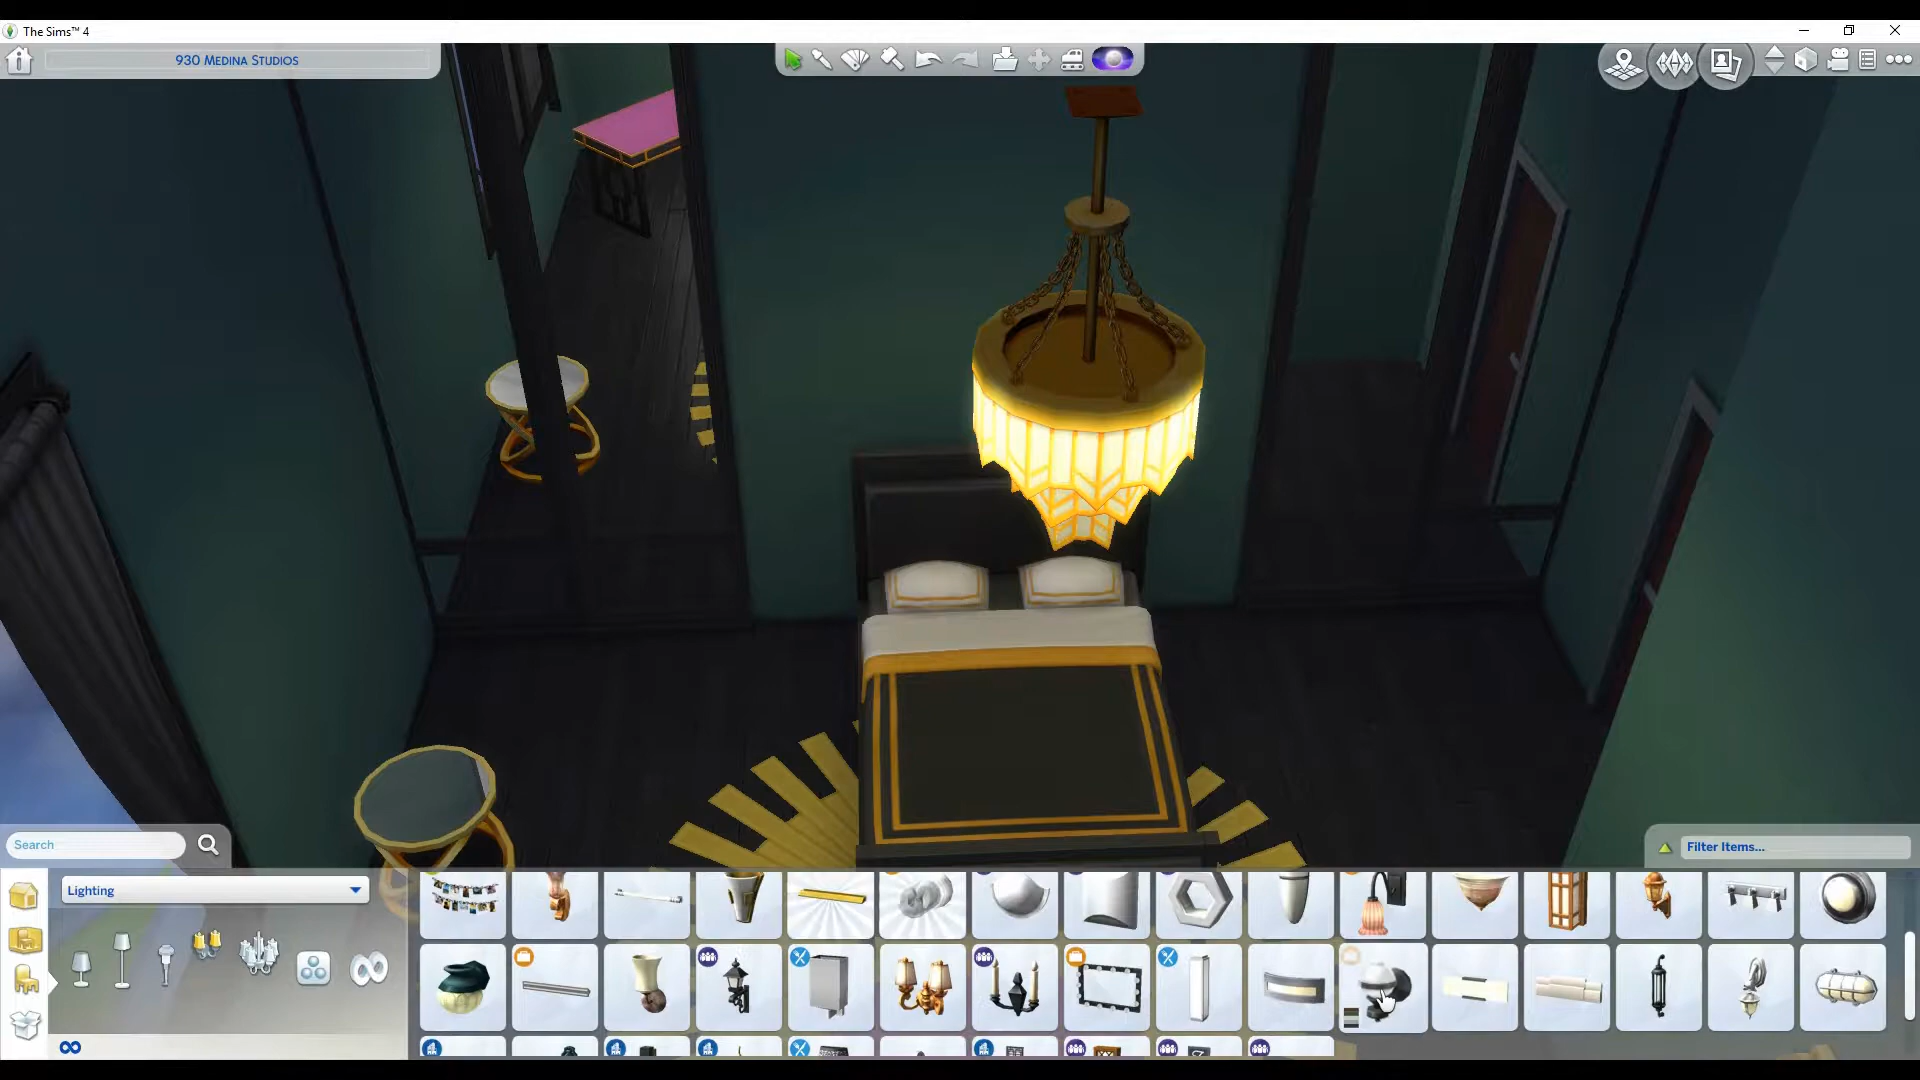 The Sims™ 4
930 Medina Studios
Search
Filter Items...
Lighting